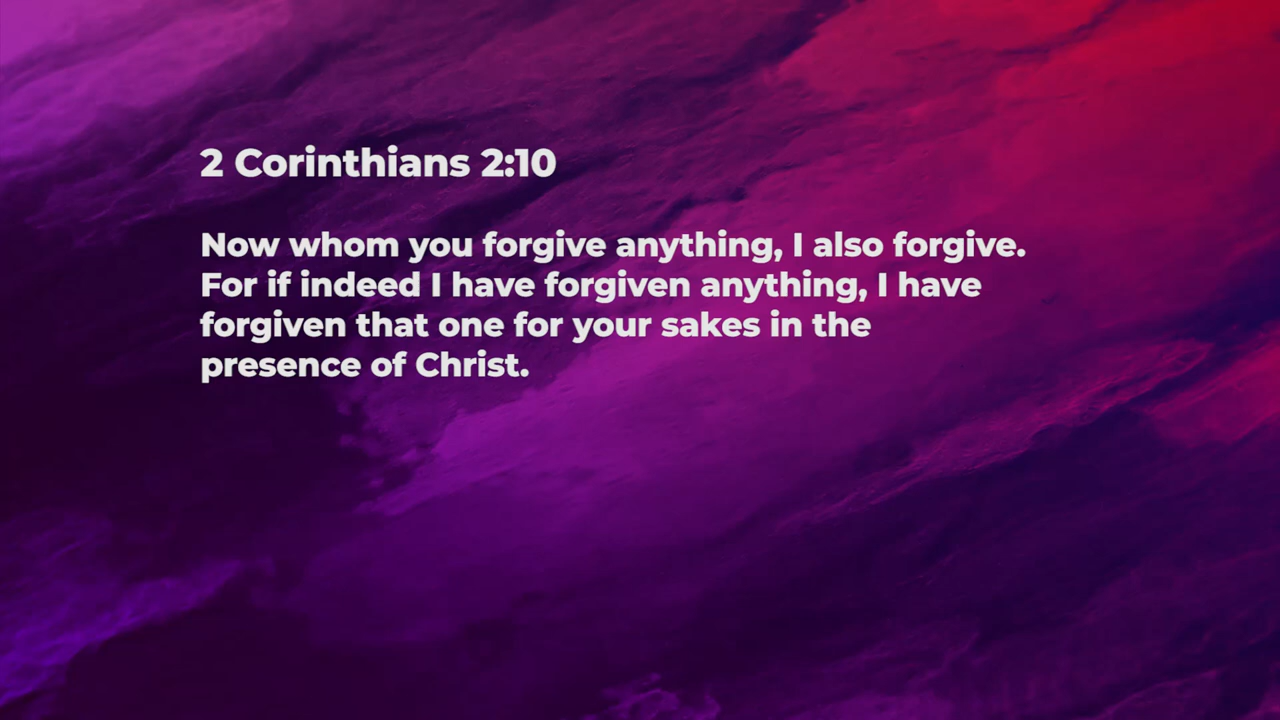 2 Corinthians 2:10
Now whom you forgive anything, I also forgive.
For if indeed I have forgiven anything, I have
forgiven that one for your sakes in the
presence of Christ.